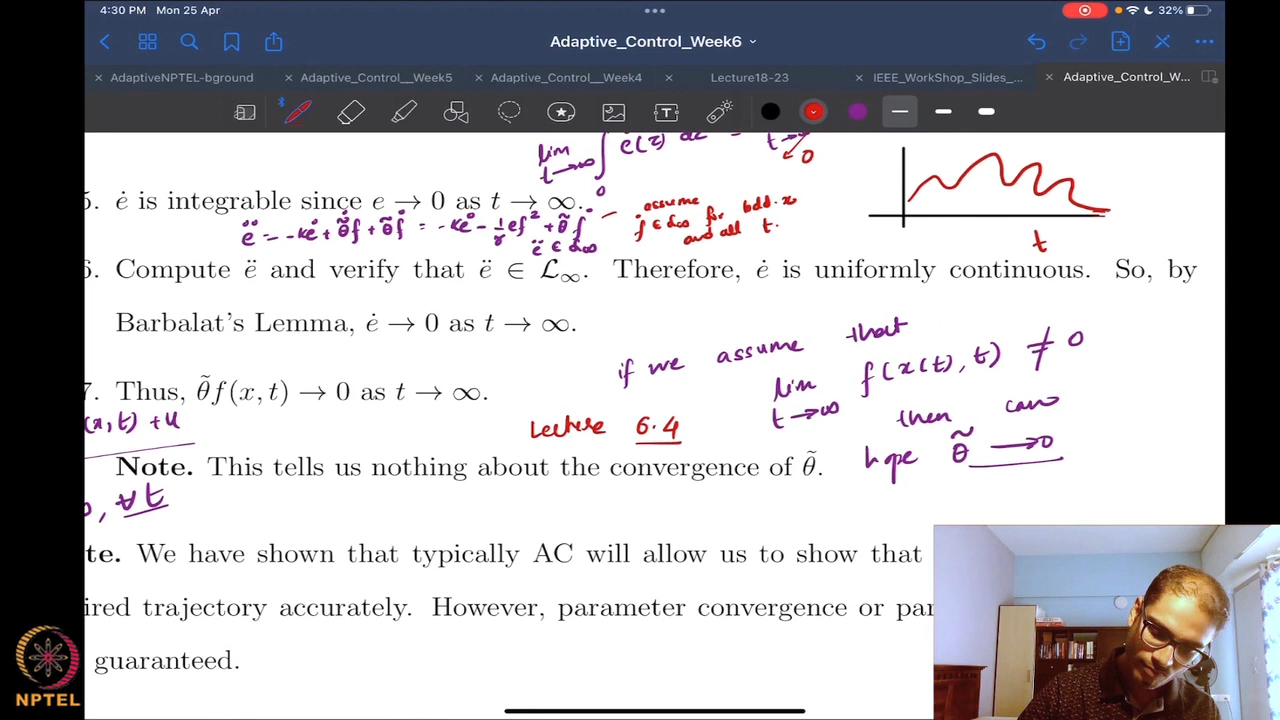 4:30 PM Mon 25 Apr
32%
Adaptive_Control_Week6
AdaptiveNPTEL-bground
Adaptive_Control__Week5
Adaptive_Control__Week4
Lecture18-23
IEEE_WorkShop_Slides_...
Adaptive_Control_W...
lim t→∞ ∫ ė(τ) dτ =
0
5. ė is integrable since e → 0 as t → ∞.
assume
ḟ ∈ L∞ for bdd. x
and all t.
t
ë ∈ L∞
6. Compute ë and verify that ë ∈ L∞. Therefore, ė is uniformly continuous. So, by
Barbalat's Lemma, ė → 0 as t → ∞.
if we assume that
lim t→∞ f(x(t), t) ≠ 0
7. Thus, θ̃f(x, t) → 0 as t → ∞.
then can
(x, t) + u
Lecture 6.4
hope θ̃ → 0
Note. This tells us nothing about the convergence of θ̃.
, ∀ t
te. We have shown that typically AC will allow us to show that
ired trajectory accurately. However, parameter convergence or par
guaranteed.
NPTEL